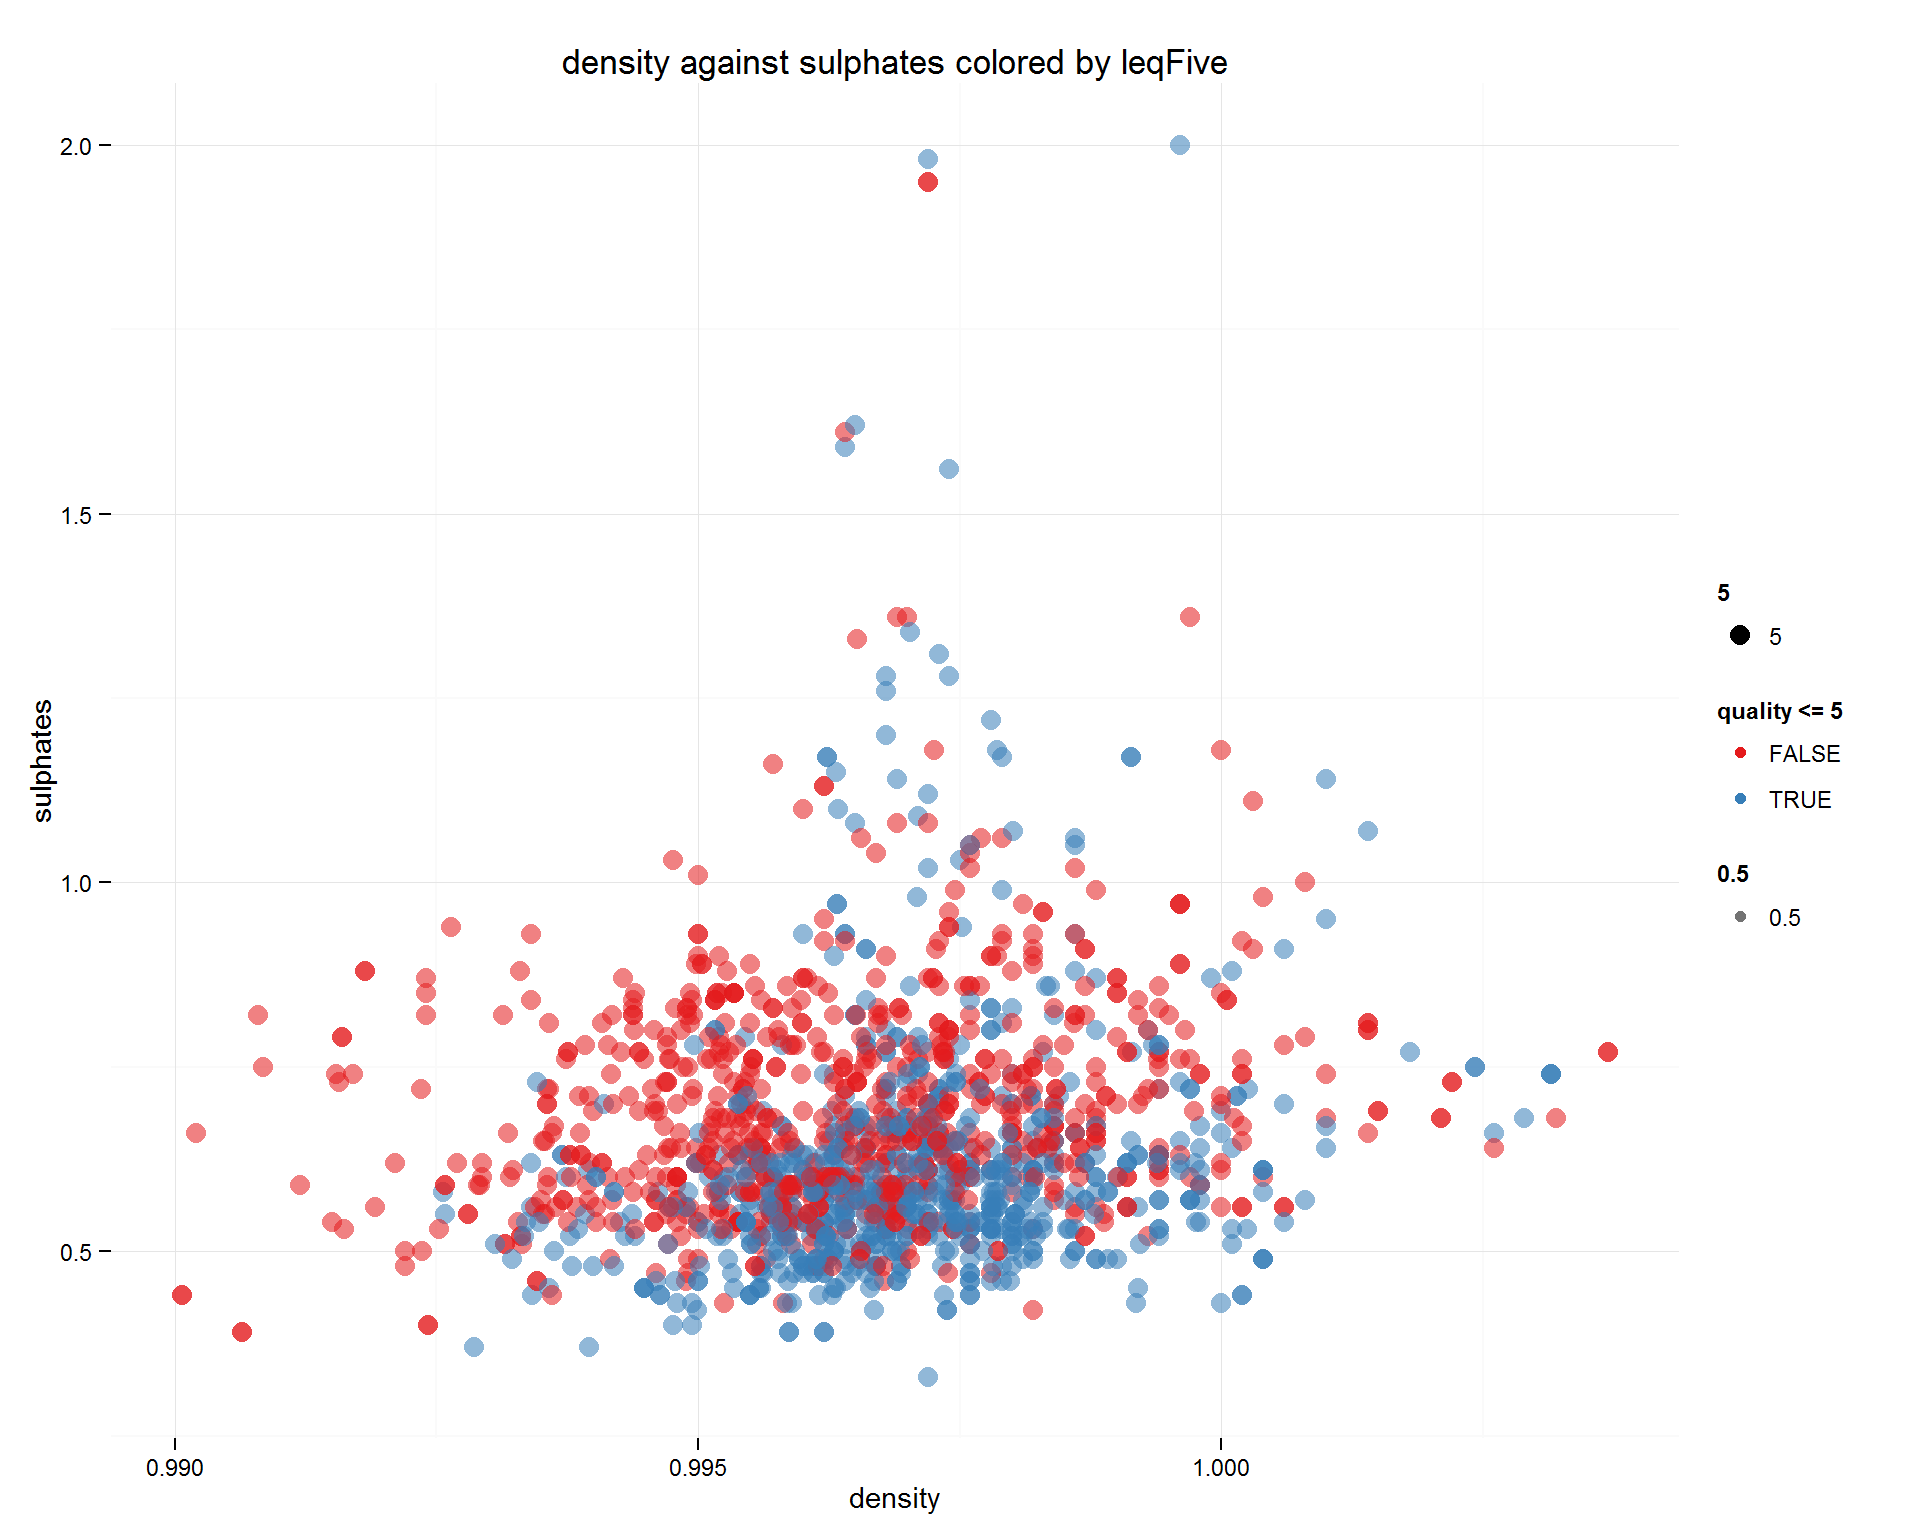 density against sulphates colored by leqFive
2.0
1.5
1.0
0.5
sulphates
0.990
0.995
1.000
density
5
5
quality <= 5
FALSE
TRUE
0.5
0.5